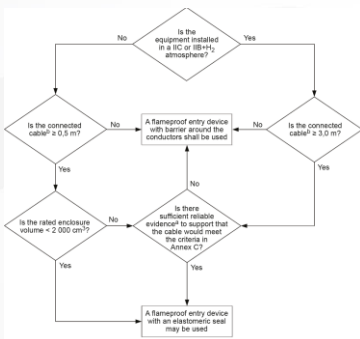 Is the
equipment installed
in a IIC or IIB+H₂
atmosphere?
No
Yes
Is the connected
cableᵇ ≥ 0,5 m?
No
A flameproof entry device
with barrier around the
conductors shall be used
No
Is the connected
cableᵇ ≥ 3,0 m?
Yes
No
Yes
Is the rated enclosure
volume < 2 000 cm³?
No
Is there
sufficient reliable
evidenceᵃ to support that
the cable would meet
the criteria in
Annex C?
Yes
Yes
A flameproof entry device
with an elastomeric seal
may be used